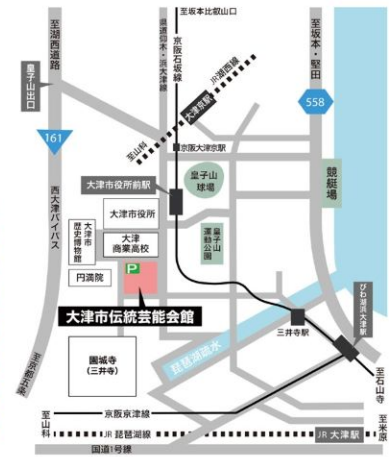 至坂本比叡山口
至湖西道路
県道仰木・浜大津線
京阪石坂線
JR湖西線
至坂本・堅田
皇子山出口
大津京駅
558
161
至山科
京阪大津京駅
皇子山
球場
競艇場
大津市役所前駅
西大津バイパス
大津市役所
大津市
歴史博物館
大津
商業高校
皇子山
運動公園
P
円満院
びわ湖浜大津駅
大津市伝統芸能会館
三井寺駅
琵琶湖疏水
園城寺
(三井寺)
至京都五条
至石山寺
至山科
京阪京津線
至米原
JR 琵琶湖線
JR 大津駅
国道1号線